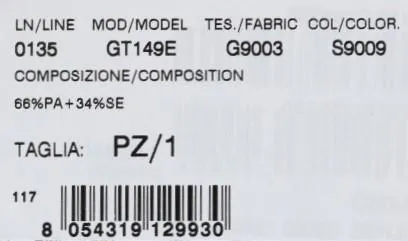 LN/LINE MOD/MODEL TES./FABRIC COL/COLOR.
0135 GT149E G9003 S9009
COMPOSIZIONE/COMPOSITION
66%PA+34%SE
TAGLIA: PZ/1
117
8 054319 129930